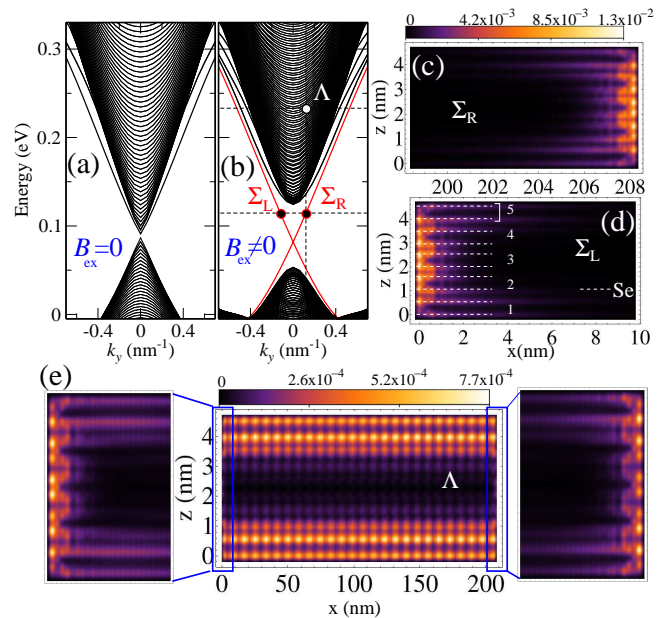 0 4.2x10⁻³ 8.5x10⁻³ 1.3x10⁻²
0.3
0.2
0.1
0
Energy (eV)
(a)
B_ex=0
-0.4 0 0.4
k_y (nm⁻¹)
(b)
Λ
Σ_L Σ_R
B_ex≠0
-0.4 0 0.4
k_y (nm⁻¹)
(c)
Σ_R
4
3
2
1
0
z (nm)
200 202 204 206 208
(d)
Σ_L
5
4
3
2
1
Se
4
3
2
1
0
z (nm)
0 2 4 6 8 10
x(nm)
(e)
0 2.6x10⁻⁴ 5.2x10⁻⁴ 7.7x10⁻⁴
4
3
2
1
0
z (nm)
Λ
0 50 100 150 200
x (nm)